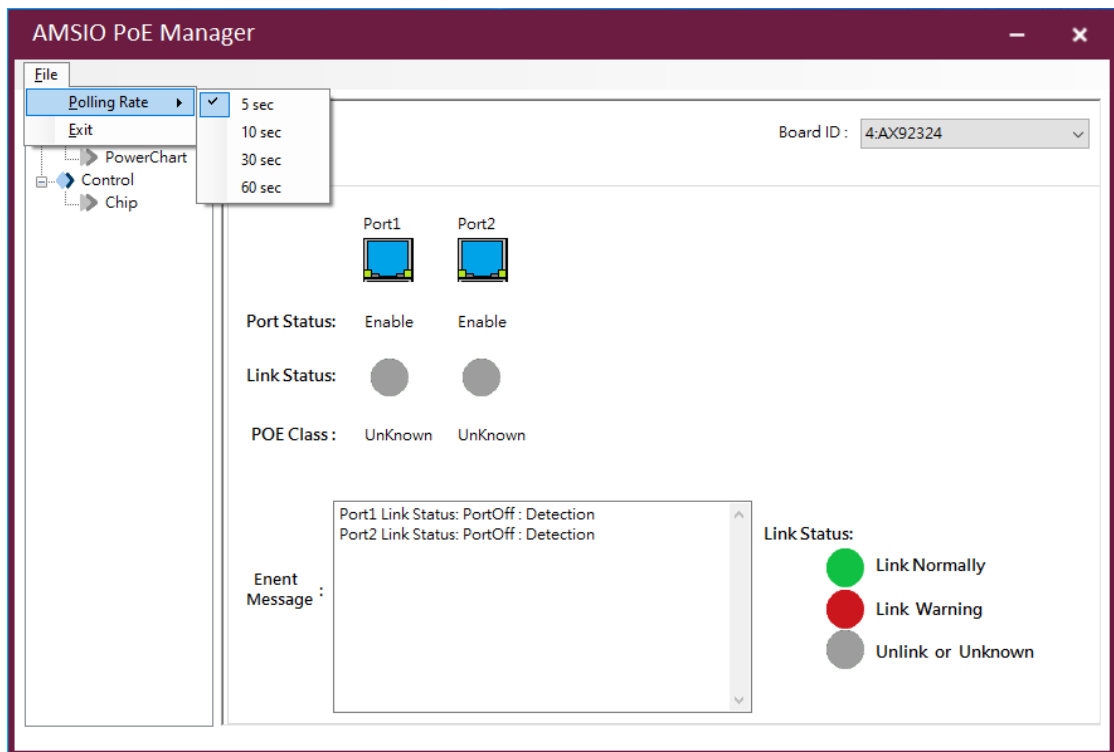 AMSIO PoE Manager
File
Polling Rate
Exit
5 sec
10 sec
30 sec
60 sec
PowerChart
Control
Chip
Board ID : 4:AX92324
Port1 Port2
Port Status: Enable Enable
Link Status:
POE Class : UnKnown UnKnown
Enent Message :
Port1 Link Status: PortOff : Detection
Port2 Link Status: PortOff : Detection
Link Status:
Link Normally
Link Warning
Unlink or Unknown